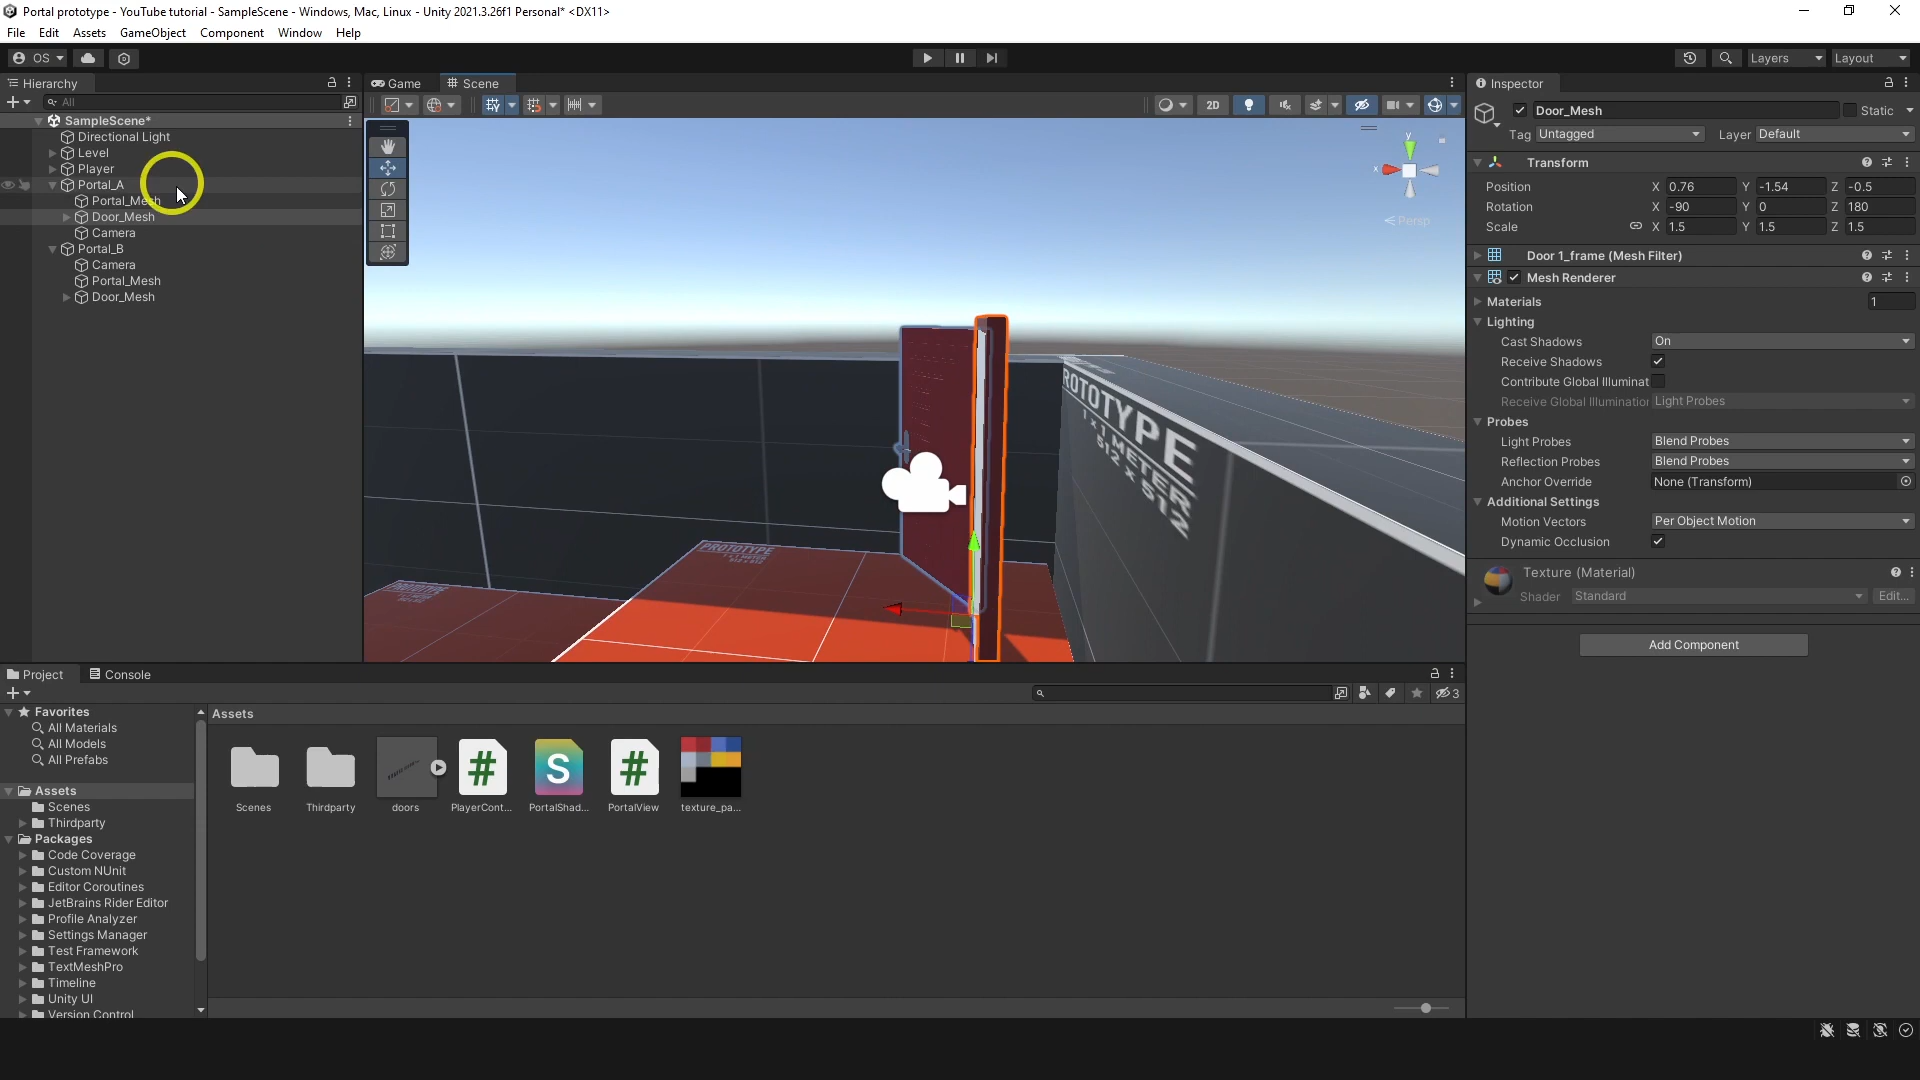 Portal prototype - YouTube tutorial - SampleScene - Windows, Mac, Linux - Unity 2021.3.26f1 Personal* <DX11>
File Edit Assets GameObject Component Window Help
OS Layers Layout
Hierarchy
All
SampleScene*
Directional Light
Level
Player
Portal_A
Portal_Mesh
Door_Mesh
Camera
Portal_B
Camera
Portal_Mesh
Door_Mesh
Game Scene
2D
y
x
Persp
PROTOTYPE
PROTOTYPE
1 X 1 METER
512 X 512
Inspector
Door_Mesh Static
Tag Untagged Layer Default
Transform
Position X 0.76 Y -1.54 Z -0.5
Rotation X -90 Y 0 Z 180
Scale X 1.5 Y 1.5 Z 1.5
Door 1_frame (Mesh Filter)
Mesh Renderer
Materials 1
Lighting
Cast Shadows On
Receive Shadows
Contribute Global Illuminat
Receive Global Illumination Light Probes
Probes
Light Probes Blend Probes
Reflection Probes Blend Probes
Anchor Override None (Transform)
Additional Settings
Motion Vectors Per Object Motion
Dynamic Occlusion
Texture (Material)
Shader Standard Edit...
Add Component
Project Console
3
Favorites
All Materials
All Models
All Prefabs
Assets
Scenes
Thirdparty
Packages
Code Coverage
Custom NUnit
Editor Coroutines
JetBrains Rider Editor
Profile Analyzer
Settings Manager
Test Framework
TextMeshPro
Timeline
Unity UI
Version Control
Assets
Scenes Thirdparty doors PlayerCont... PortalShad... PortalView texture_pa...